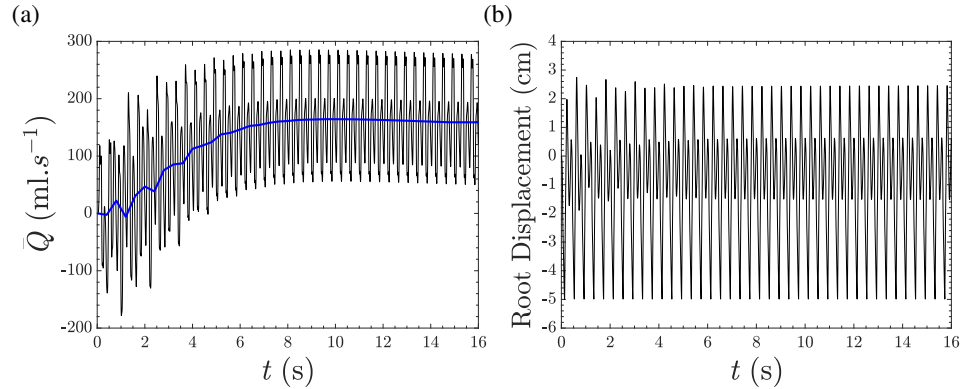 (a)
300
200
100
0
-100
-200
0 2 4 6 8 10 12 14 16
Q̄ (ml.s⁻¹)
t (s)
(b)
4
3
2
1
0
-1
-2
-3
-4
-5
-6
0 2 4 6 8 10 12 14 16
Root Displacement (cm)
t (s)